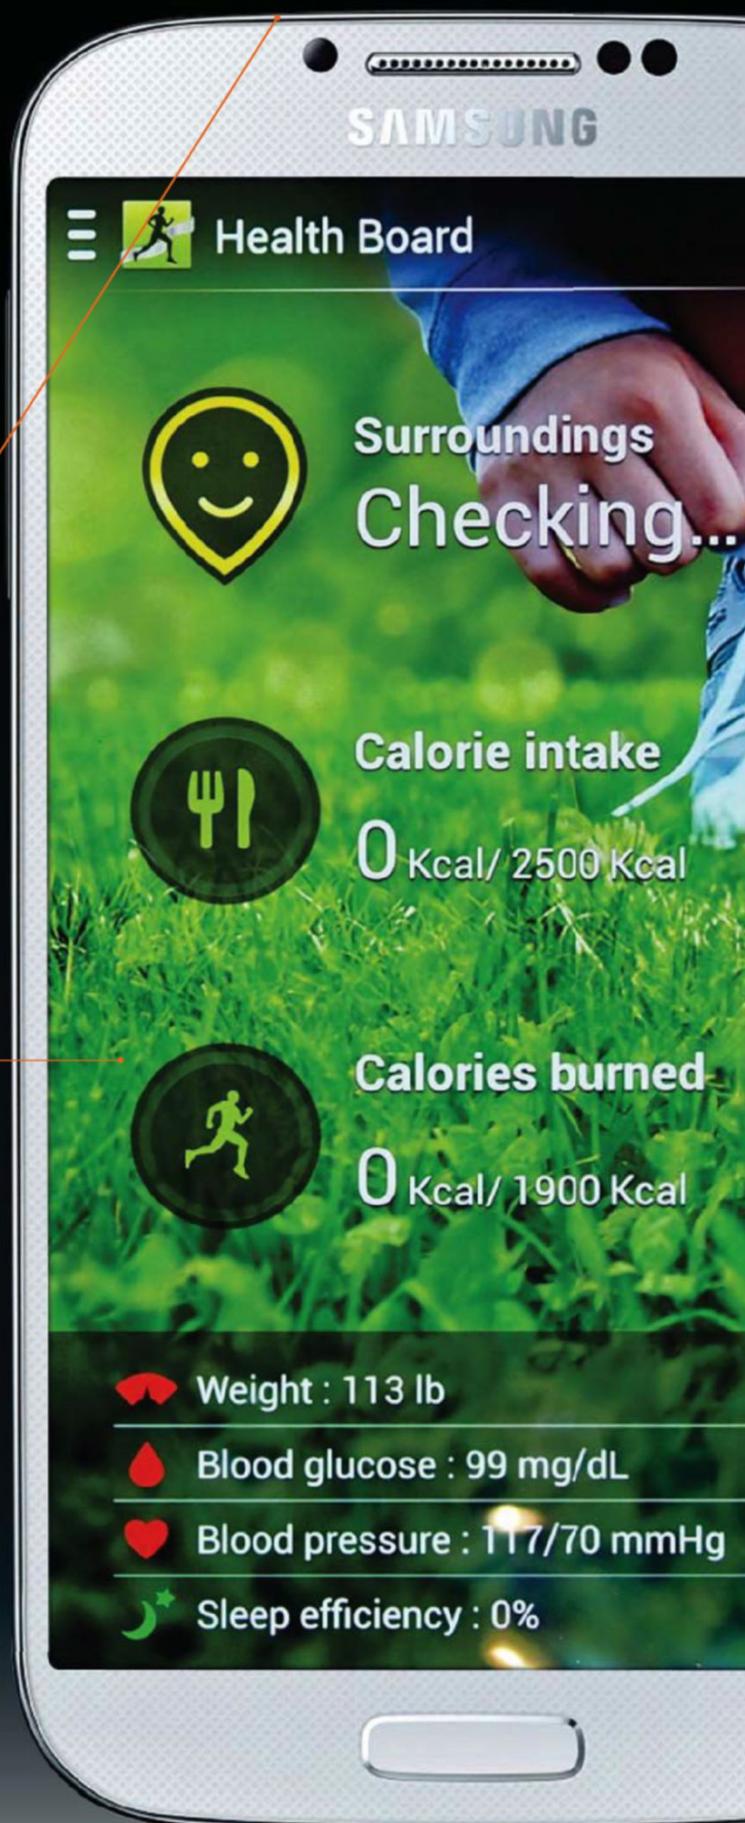 SAMSUNG
Health Board
Surroundings
Checking...
Calorie intake
0 Kcal/ 2500 Kcal
Calories burned
0 Kcal/ 1900 Kcal
Weight : 113 lb
Blood glucose : 99 mg/dL
Blood pressure : 117/70 mmHg
Sleep efficiency : 0%